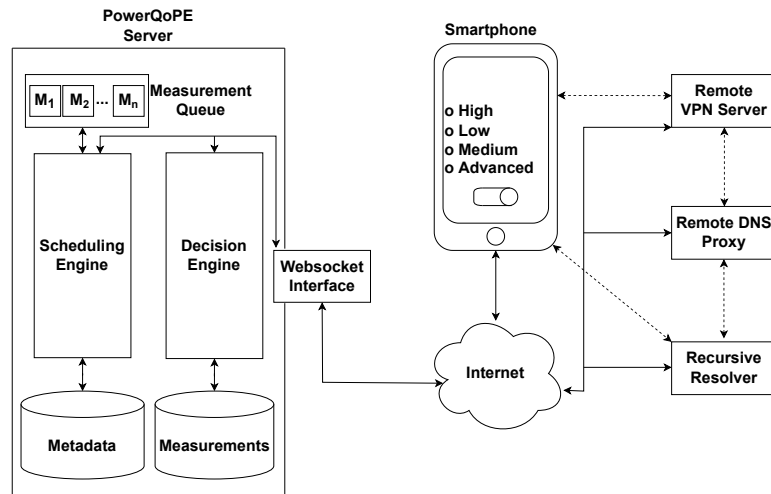 PowerQoPE
Server
M1 M2 ... Mn
Measurement
Queue
Scheduling
Engine
Decision
Engine
Websocket
Interface
Metadata
Measurements
Smartphone
o High
o Low
o Medium
o Advanced
Internet
Remote
VPN Server
Remote DNS
Proxy
Recursive
Resolver